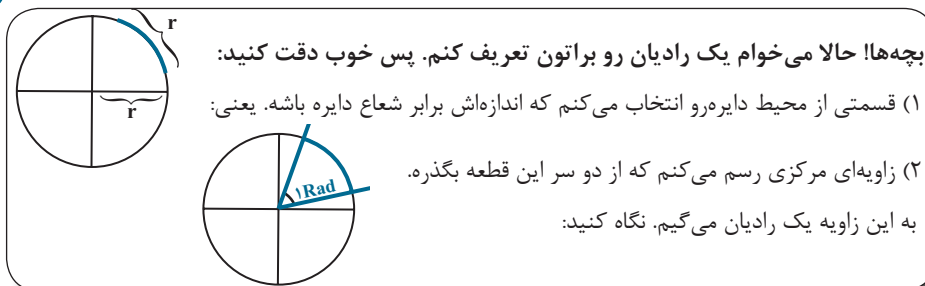 بچه‌ها! حالا می‌خوام یک رادیان رو براتون تعریف کنم. پس خوب دقت کنید:
۱) قسمتی از محیط دایره‌رو انتخاب می‌کنم که اندازه‌اش برابر شعاع دایره باشه. یعنی:
r
r
۲) زاویه‌ای مرکزی رسم می‌کنم که از دو سر این قطعه بگذره.
به این زاویه یک رادیان می‌گیم. نگاه کنید:
۱Rad